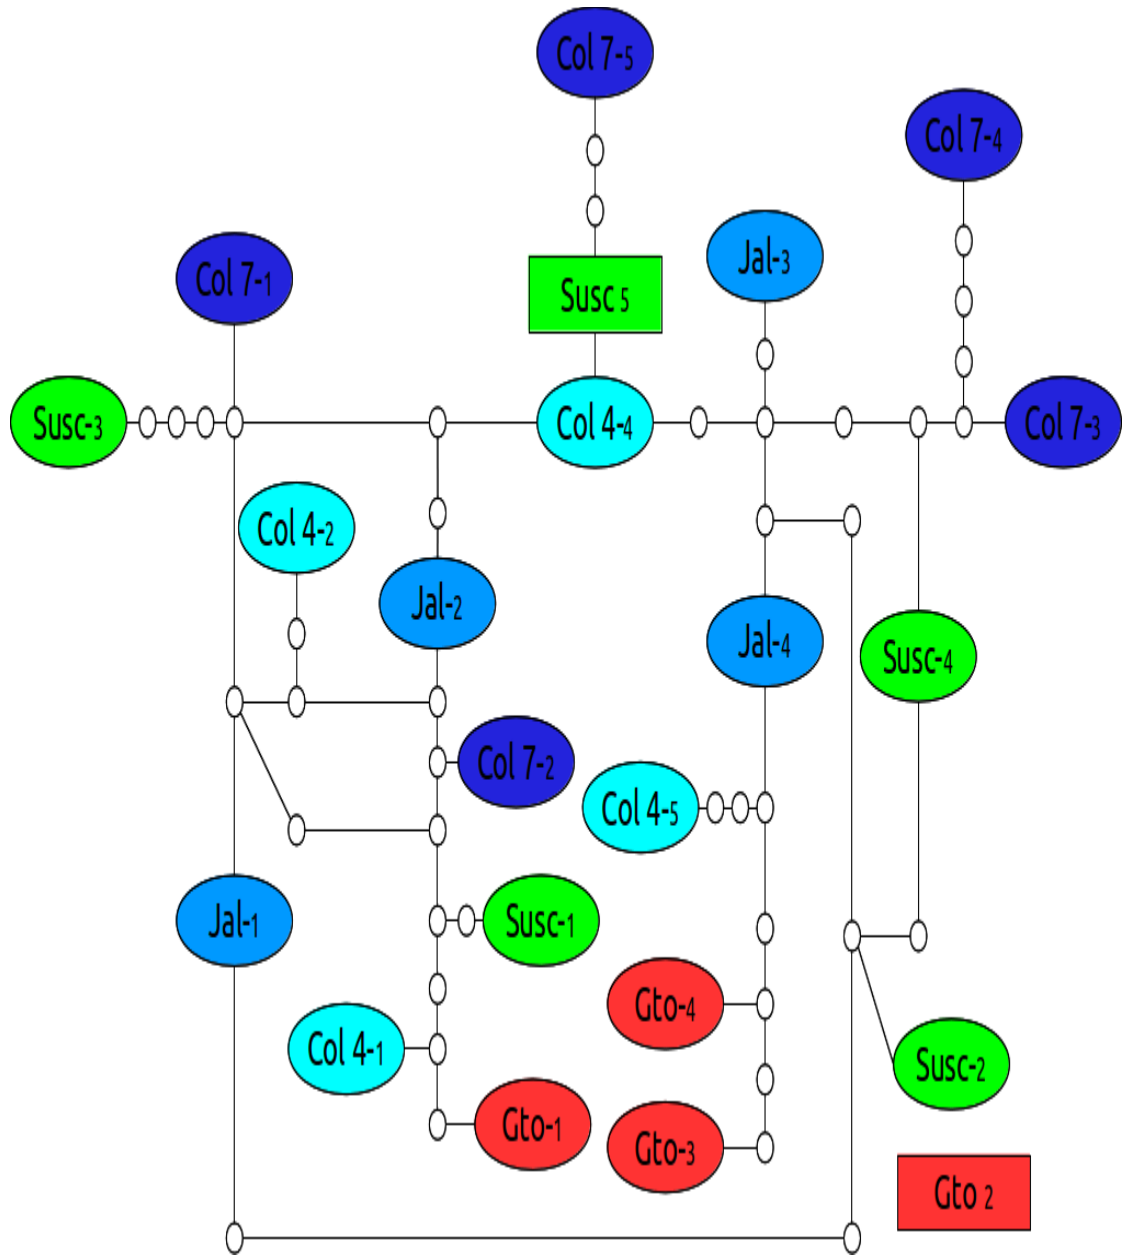 Col 7-5
Col 7-4
Jal-3
Col 7-1
Susc 5
Susc-3
Col 4-4
Col 7-3
Col 4-2
Jal-2
Jal-4
Susc-4
Col 7-2
Col 4-5
Jal-1
Susc-1
Gto-4
Col 4-1
Susc-2
Gto-1
Gto-3
Gto 2